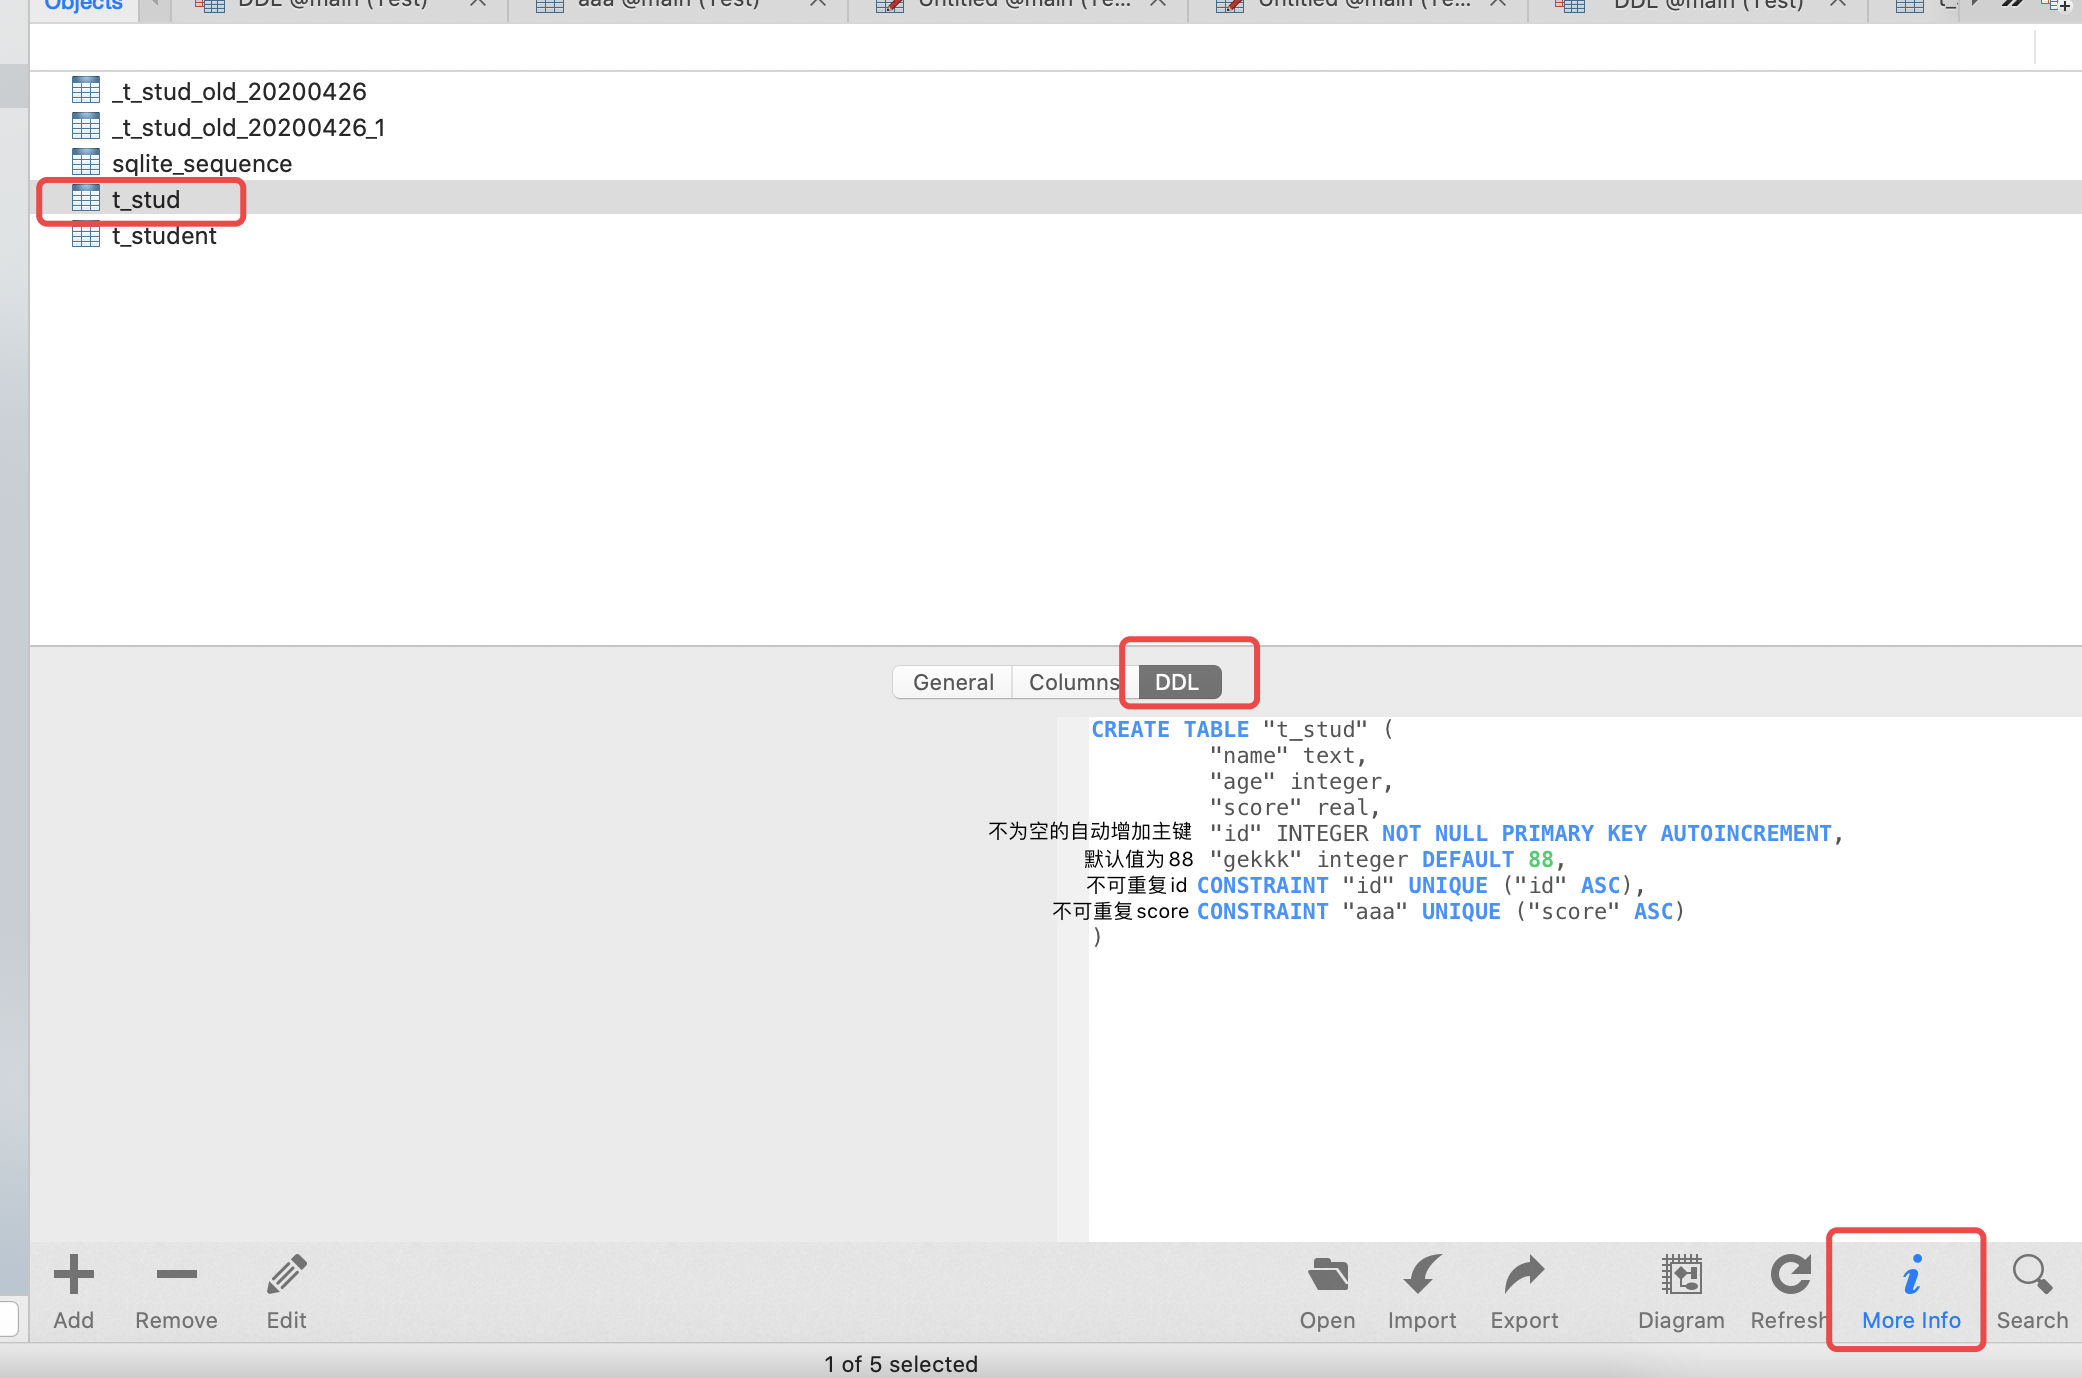 Objects DDL @main (Test) aaa @main (Test) Untitled @main (Te... Untitled @main (Te... DDL @main (Test)
_t_stud_old_20200426
_t_stud_old_20200426_1
sqlite_sequence
t_stud
t_student
General Columns DDL
CREATE TABLE "t_stud" (
"name" text,
"age" integer,
"score" real,
不为空的自动增加主键 "id" INTEGER NOT NULL PRIMARY KEY AUTOINCREMENT,
默认值为88 "gekkk" integer DEFAULT 88,
不可重复id CONSTRAINT "id" UNIQUE ("id" ASC),
不可重复score CONSTRAINT "aaa" UNIQUE ("score" ASC)
)
Add Remove Edit Open Import Export Diagram Refresh More Info Search
1 of 5 selected